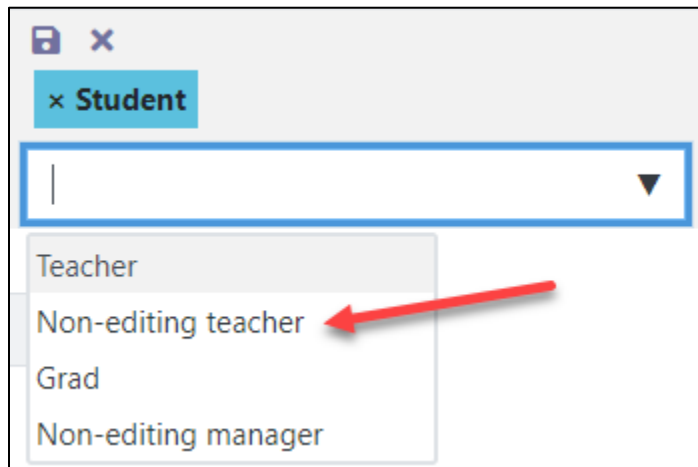 × Student
Teacher
Non-editing teacher
Grad
Non-editing manager